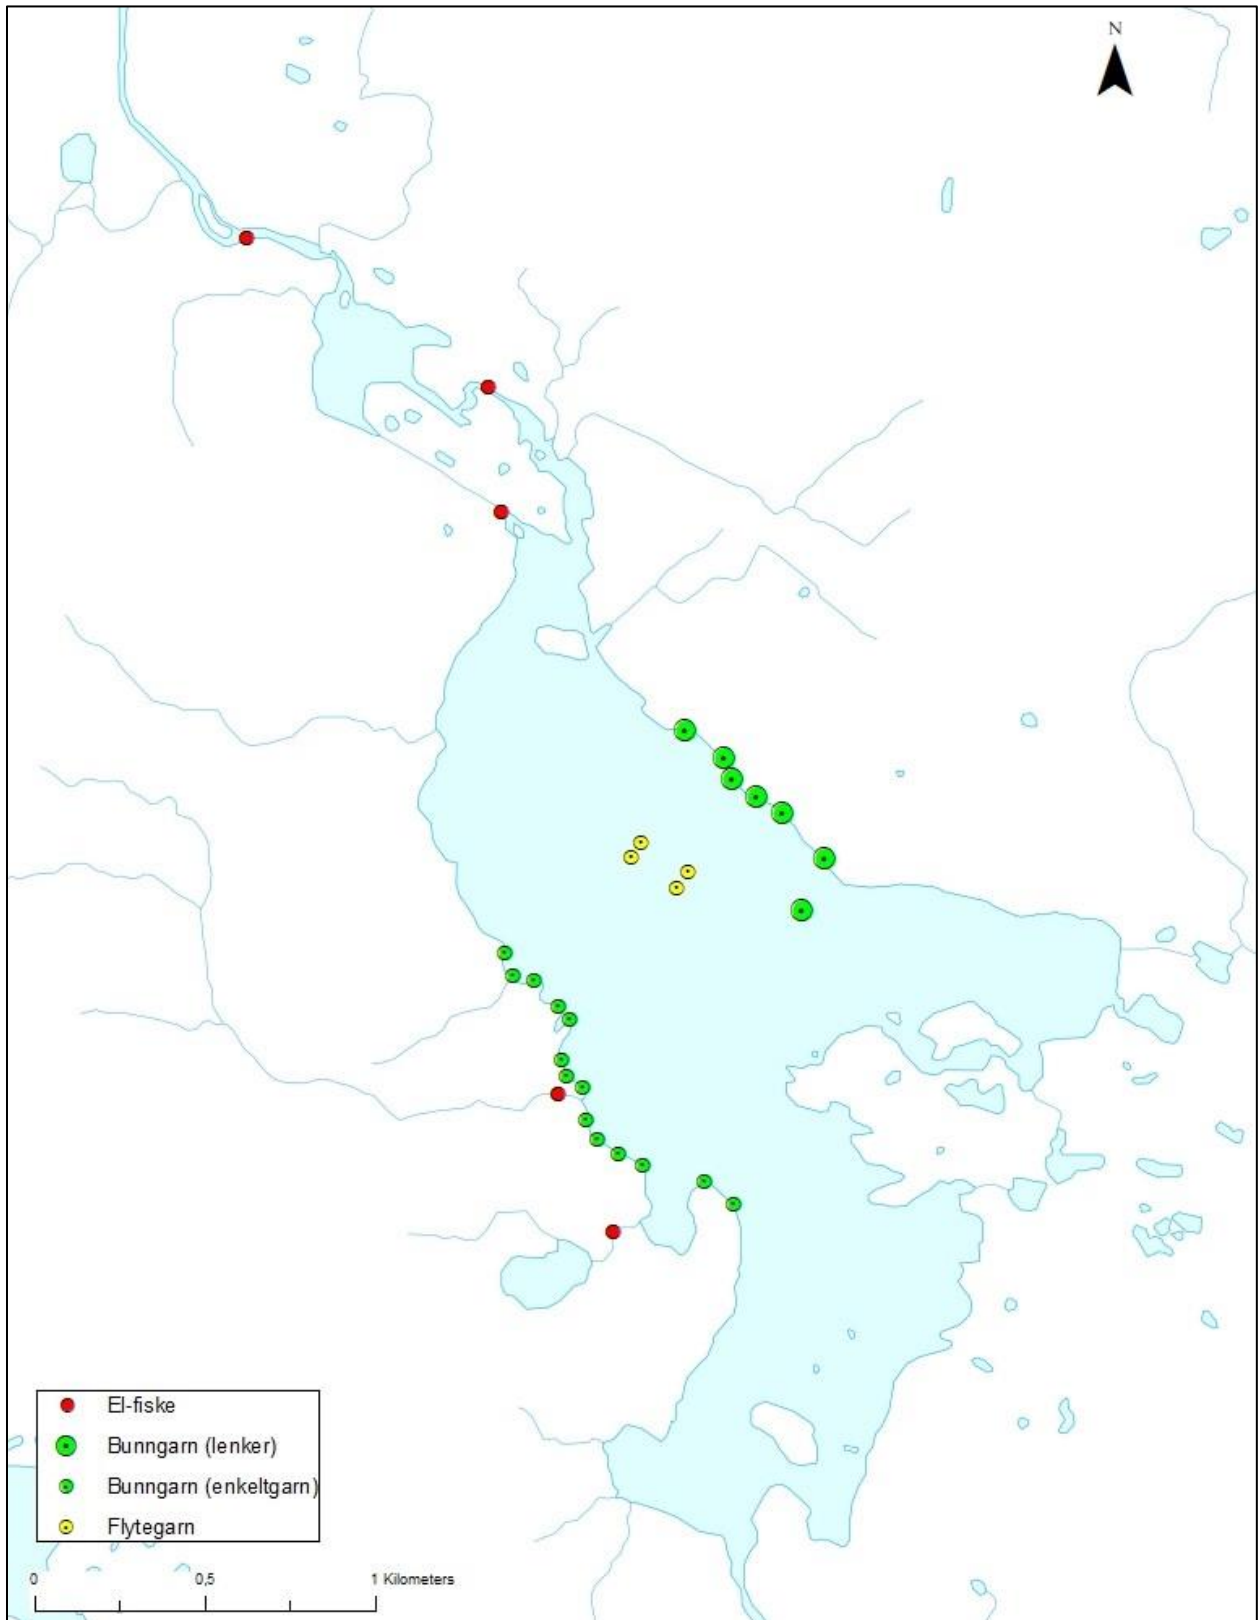 N
El-fiske
Bunngarn (lenker)
Bunngarn (enkeltgarn)
Flytegarn
0 0,5 1 Kilometers